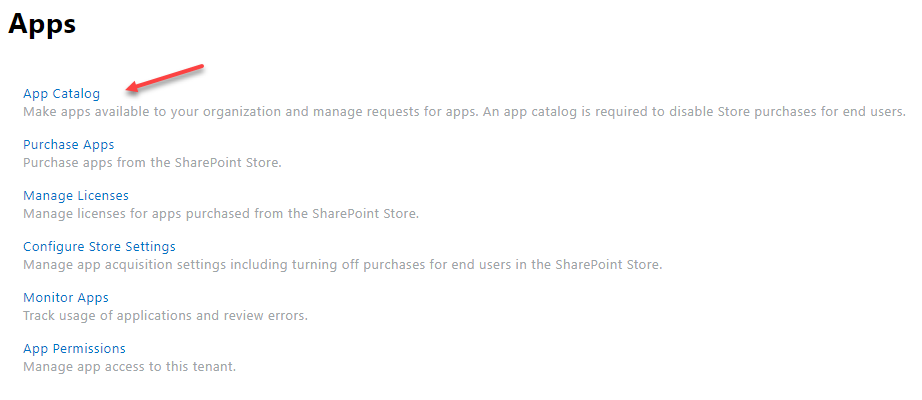 Apps
App Catalog
Make apps available to your organization and manage requests for apps. An app catalog is required to disable Store purchases for end users.
Purchase Apps
Purchase apps from the SharePoint Store.
Manage Licenses
Manage licenses for apps purchased from the SharePoint Store.
Configure Store Settings
Manage app acquisition settings including turning off purchases for end users in the SharePoint Store.
Monitor Apps
Track usage of applications and review errors.
App Permissions
Manage app access to this tenant.